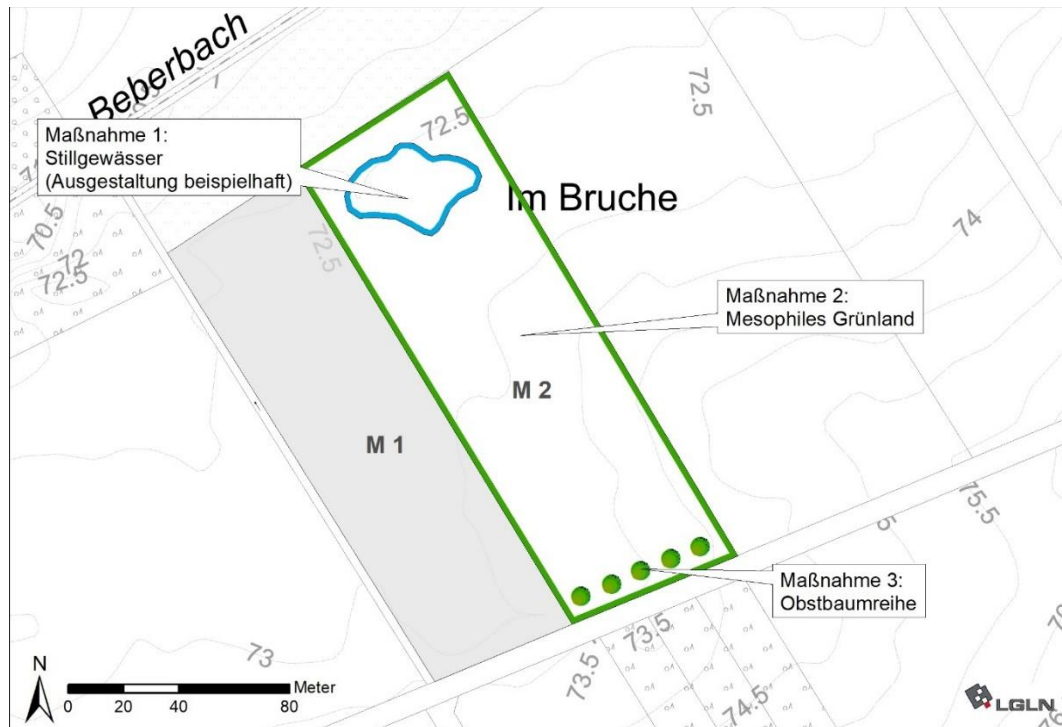 Beberbach
Maßnahme 1:
Stillgewässer
(Ausgestaltung beispielhaft)
72.5
72.5
72.5
Im Bruche
74
70.5
72
72.5
Maßnahme 2:
Mesophiles Grünland
M 2
M 1
75.5
Maßnahme 3:
Obstbaumreihe
73
73.5
73.5
74.5
N
Meter
0 20 40 80
LGLN